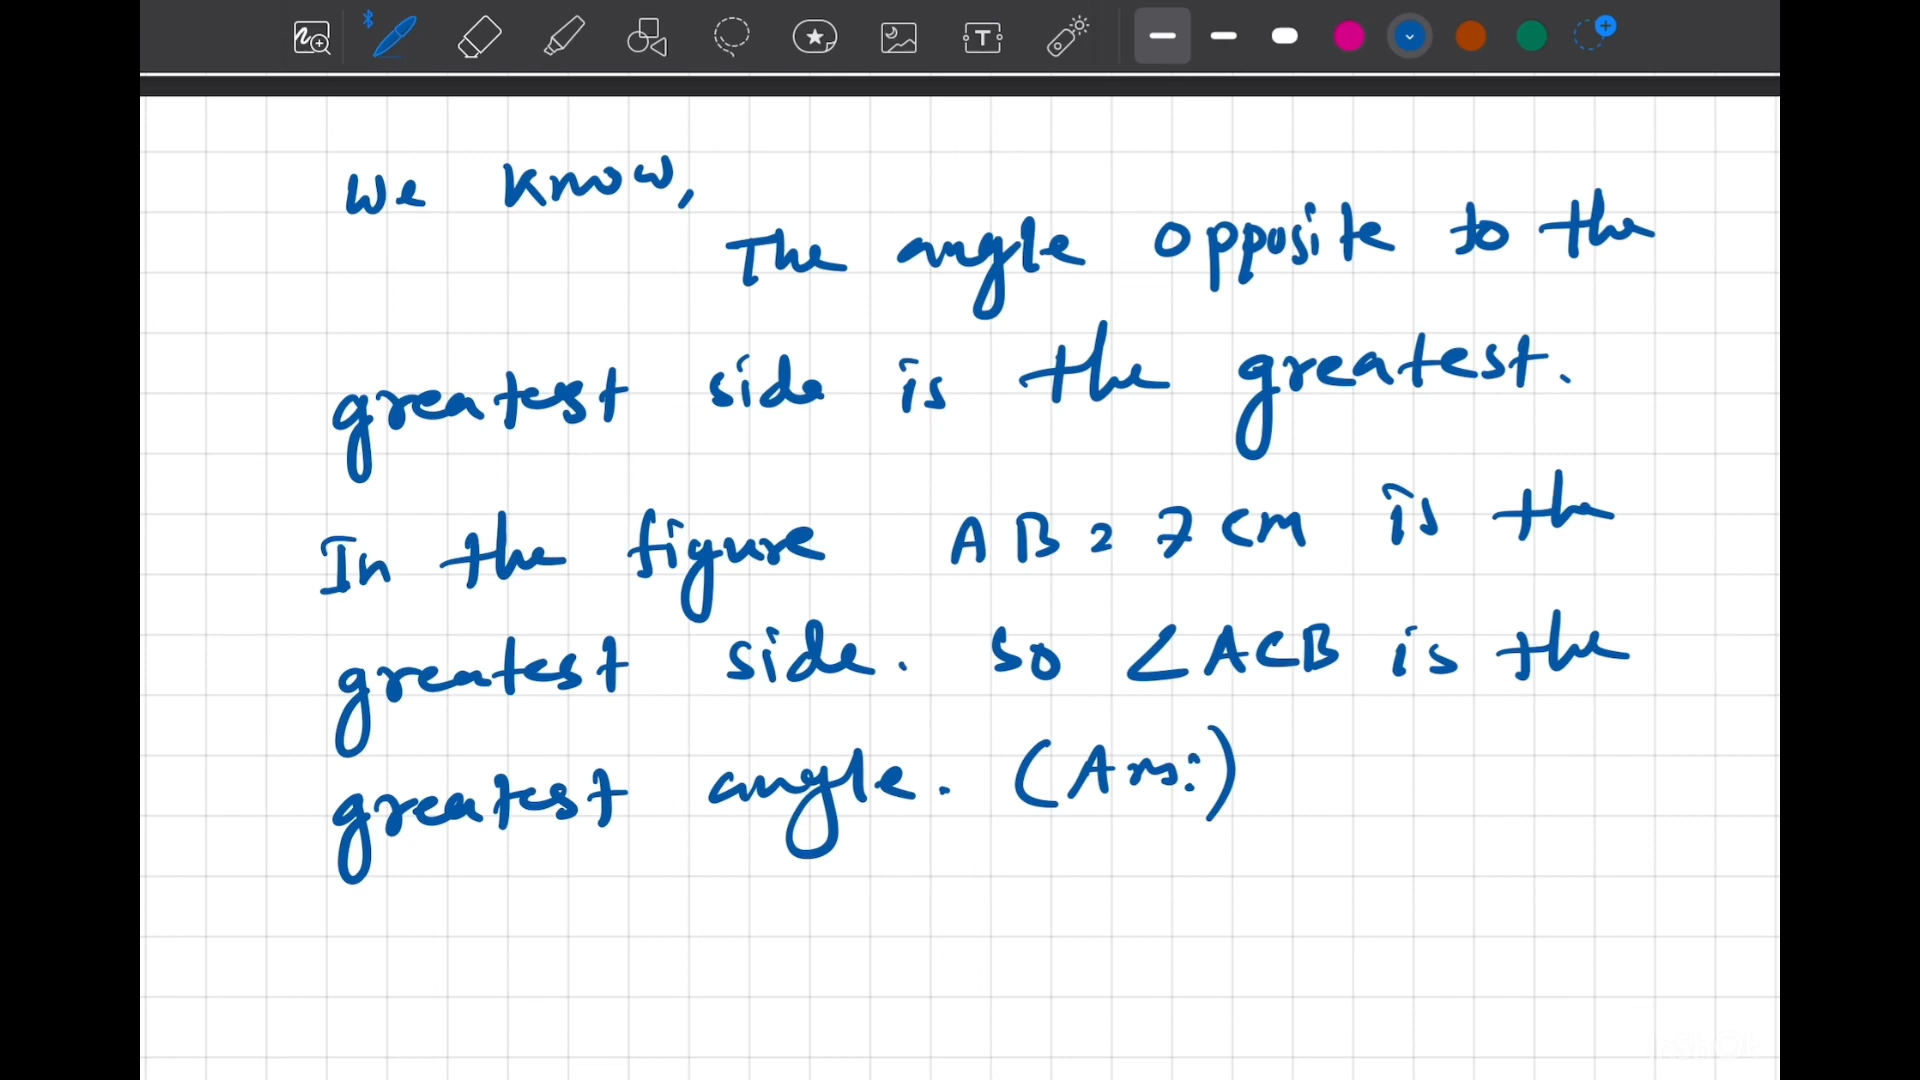 We know,
The angle opposite to the
greatest side is the greatest.
In the figure AB = 7 cm is the
greatest side. So ∠ACB is the
greatest angle. (Ans:)